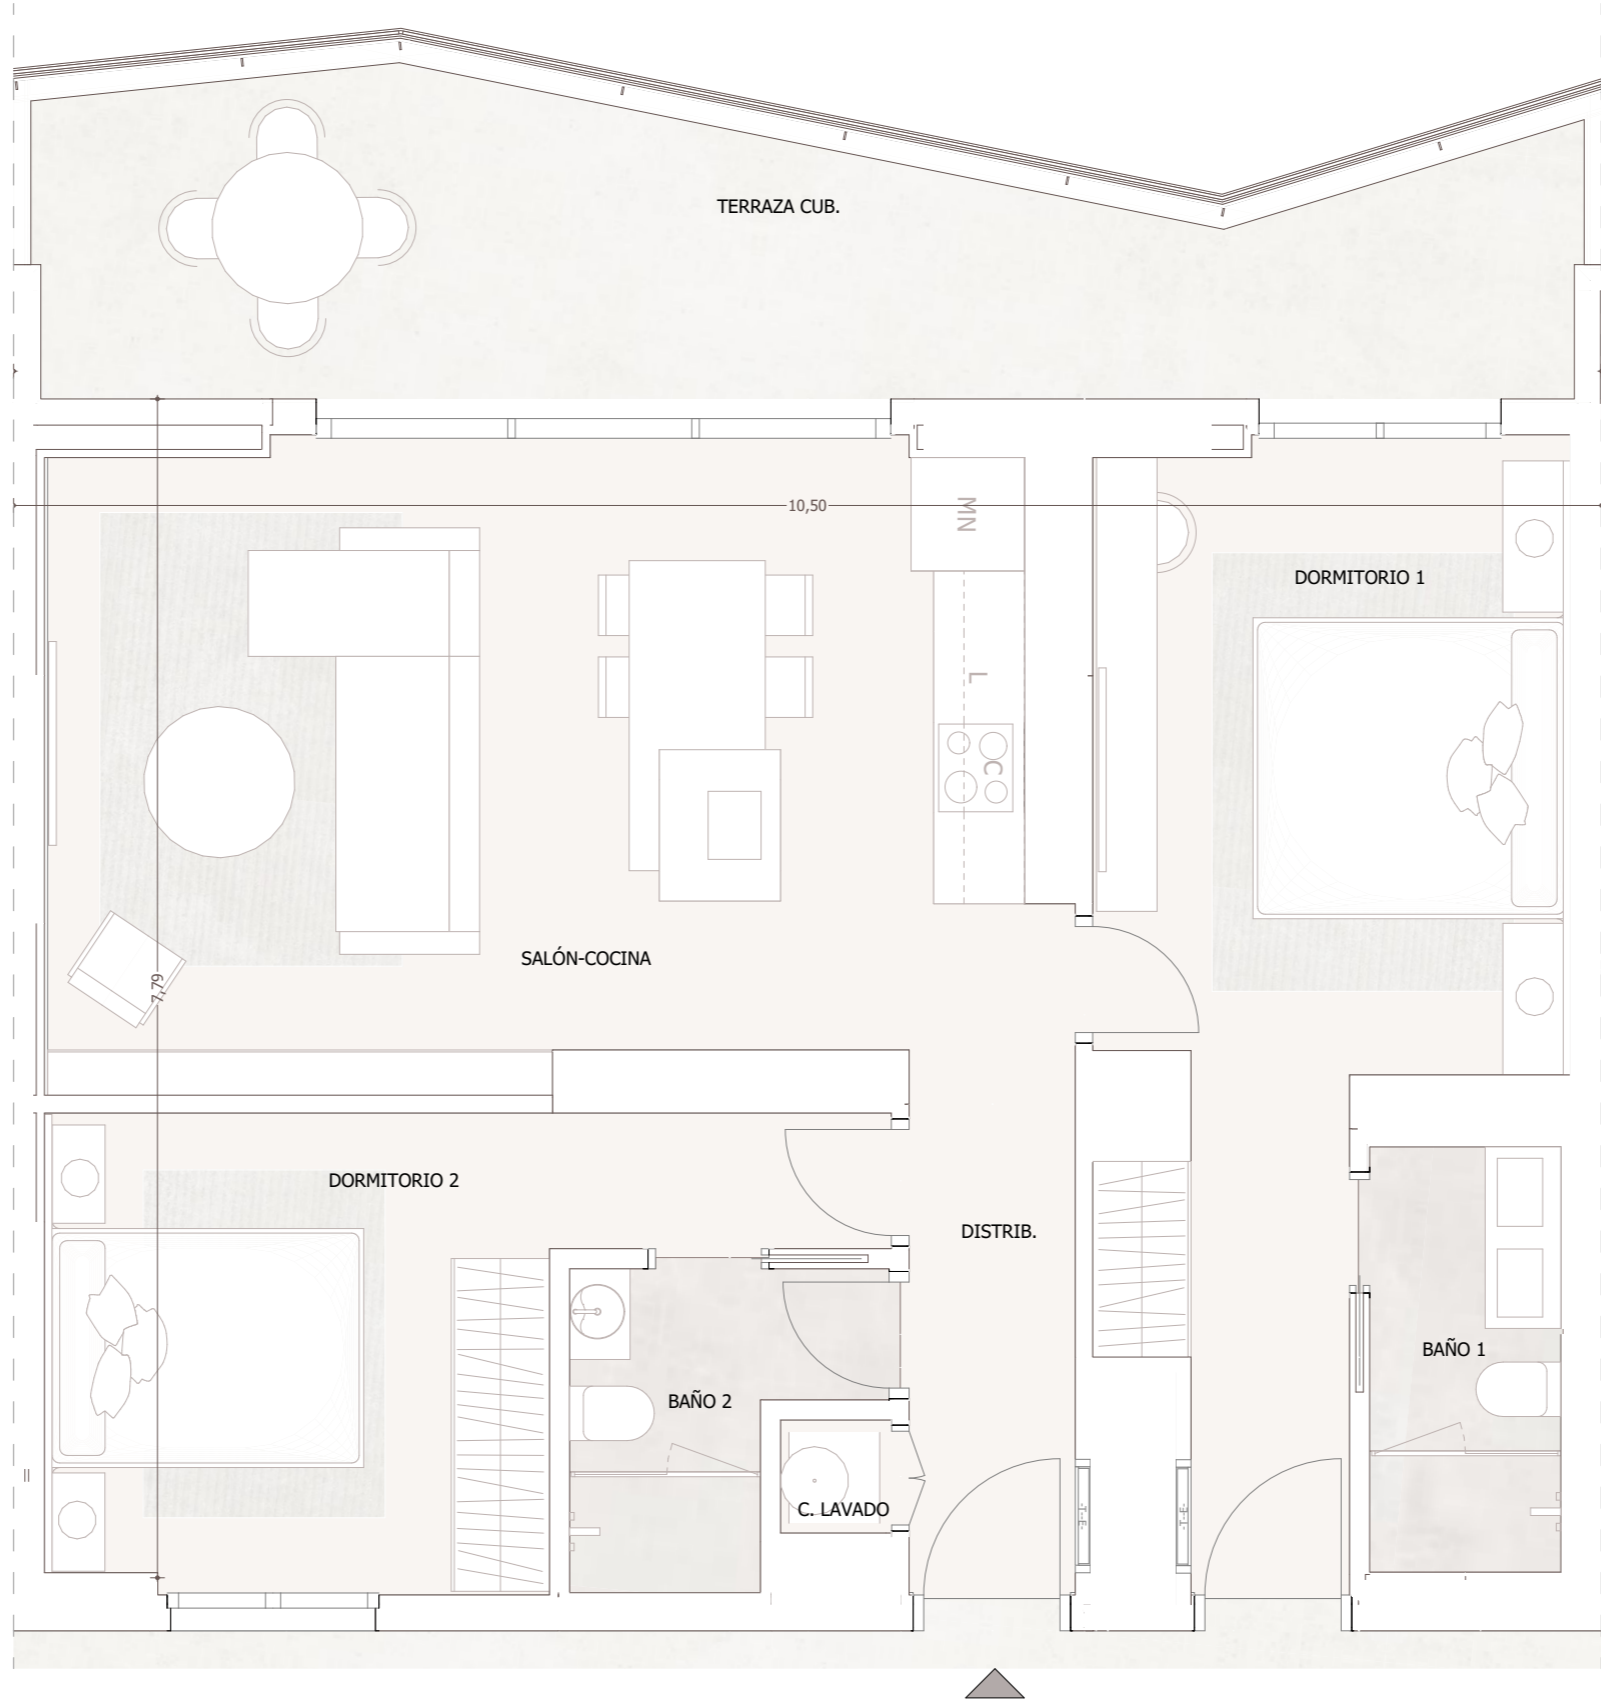 TERRAZA CUB.
10,50
MN
DORMITORIO 1
L
C
SALÓN-COCINA
7,79
DORMITORIO 2
DISTRIB.
BAÑO 1
BAÑO 2
C. LAVADO